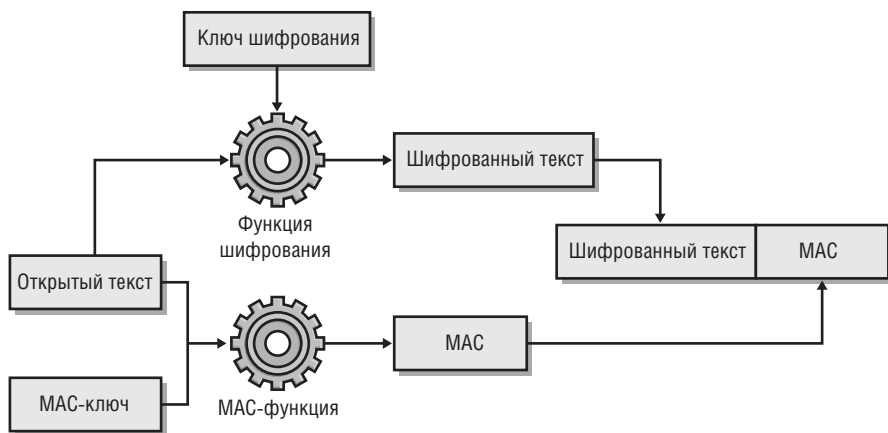 Ключ шифрования
Шифрованный текст
Функция
шифрования
Шифрованный текст
MAC
Открытый текст
MAC
MAC-ключ
MAC-функция